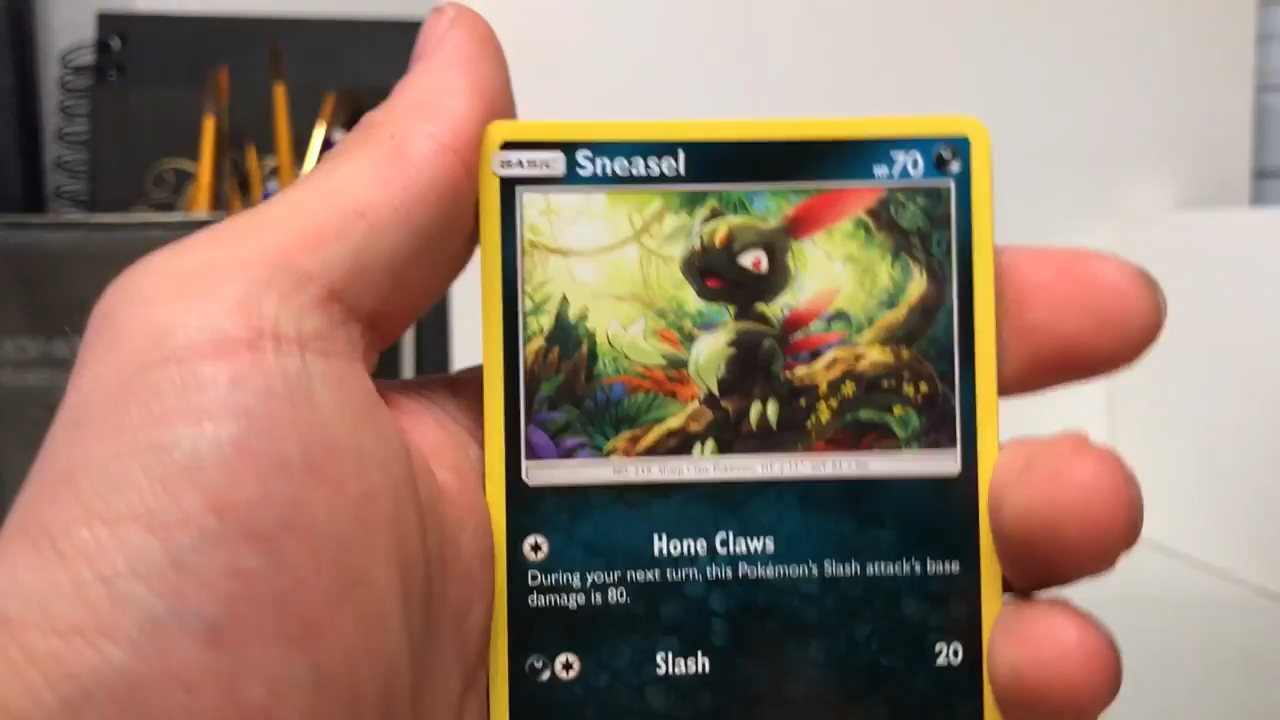 BASIC Sneasel HP70
Hone Claws
During your next turn, this Pokémon's Slash attack's base
damage is 80.
Slash 20